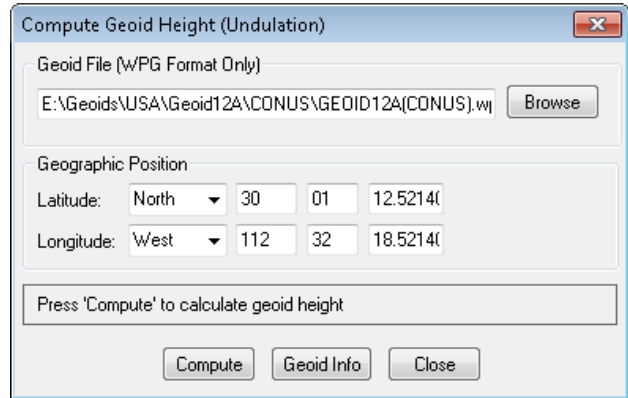 Compute Geoid Height (Undulation)
Geoid File (WPG Format Only)
E:\Geoids\USA\Geoid12A\CONUS\GEOID12A(CONUS).wp Browse
Geographic Position
Latitude: North 30 01 12.5214
Longitude: West 112 32 18.5214
Press 'Compute' to calculate geoid height
Compute Geoid Info Close